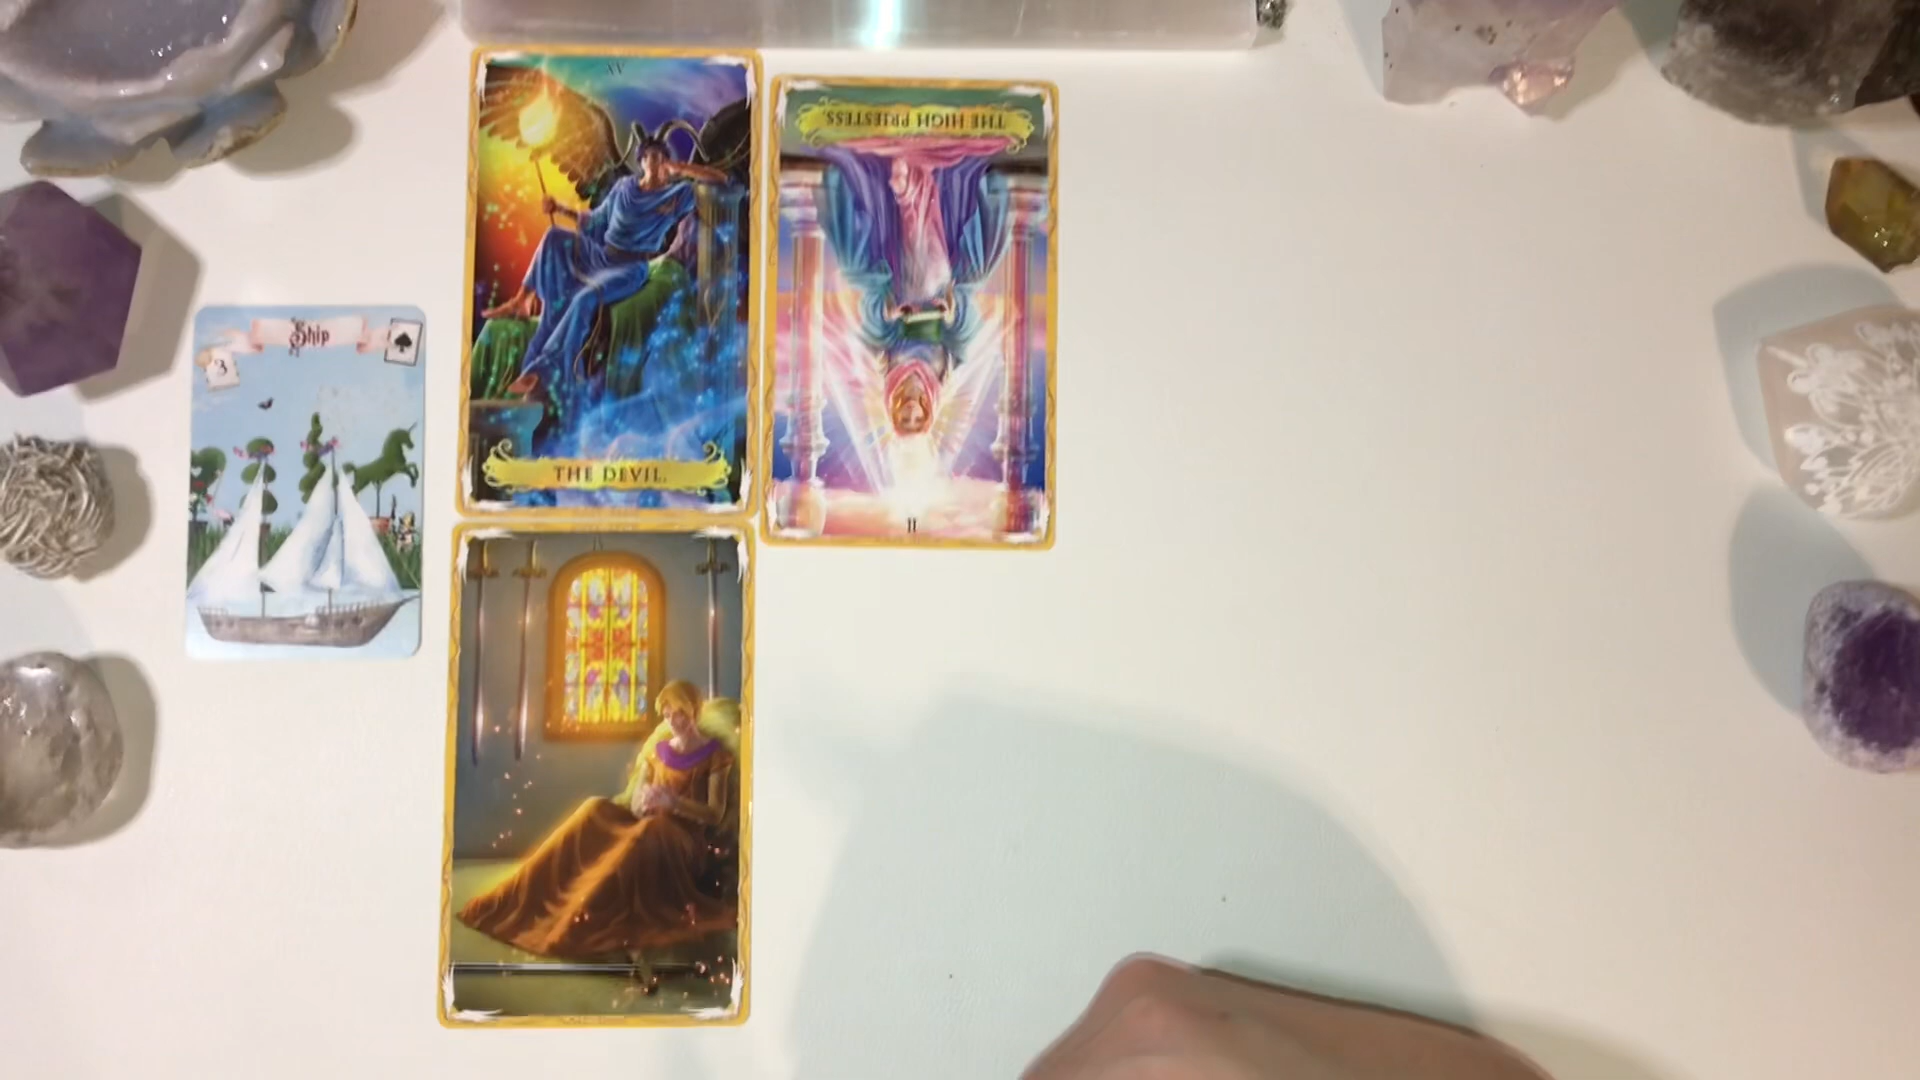 Ship
3
XV
THE DEVIL.
THE HIGH PRIESTESS.
II